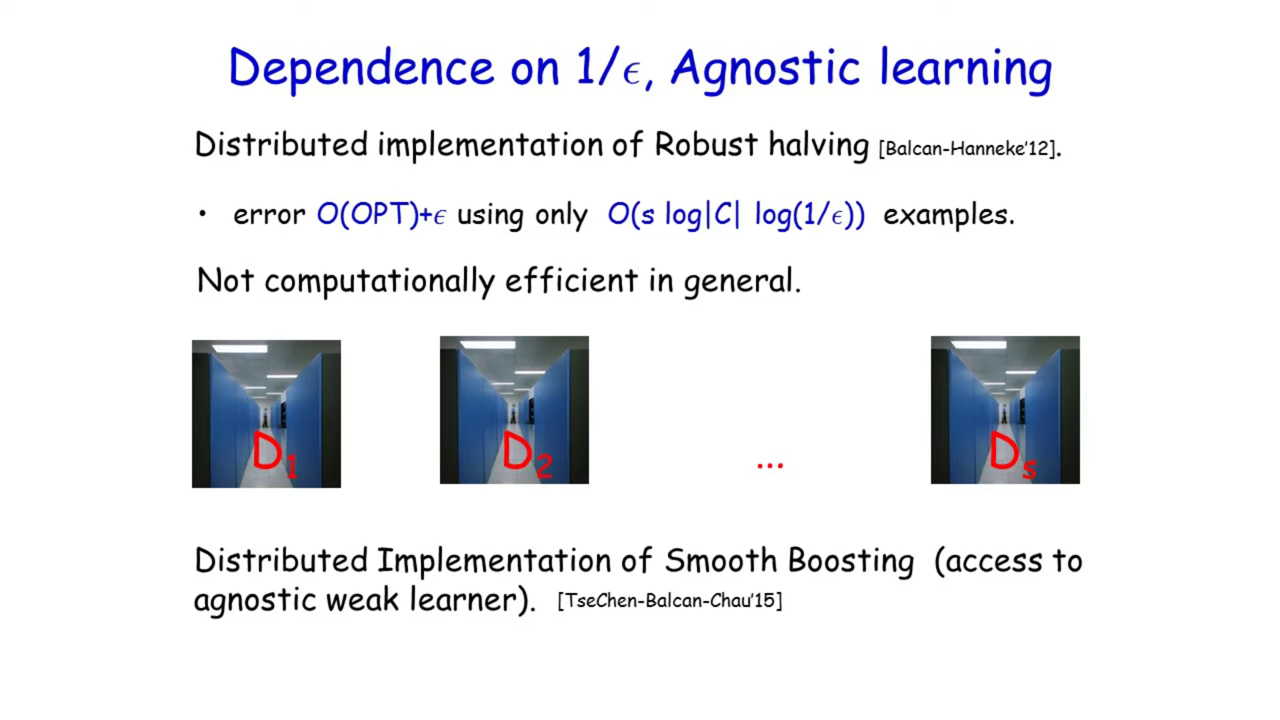 Dependence on 1/ϵ, Agnostic learning
Distributed implementation of Robust halving [Balcan-Hanneke'12].
• error O(OPT)+ϵ using only O(s log|C| log(1/ϵ)) examples.
Not computationally efficient in general.
D₁ D₂ ... Dₛ
Distributed Implementation of Smooth Boosting (access to
agnostic weak learner). [TseChen-Balcan-Chau'15]